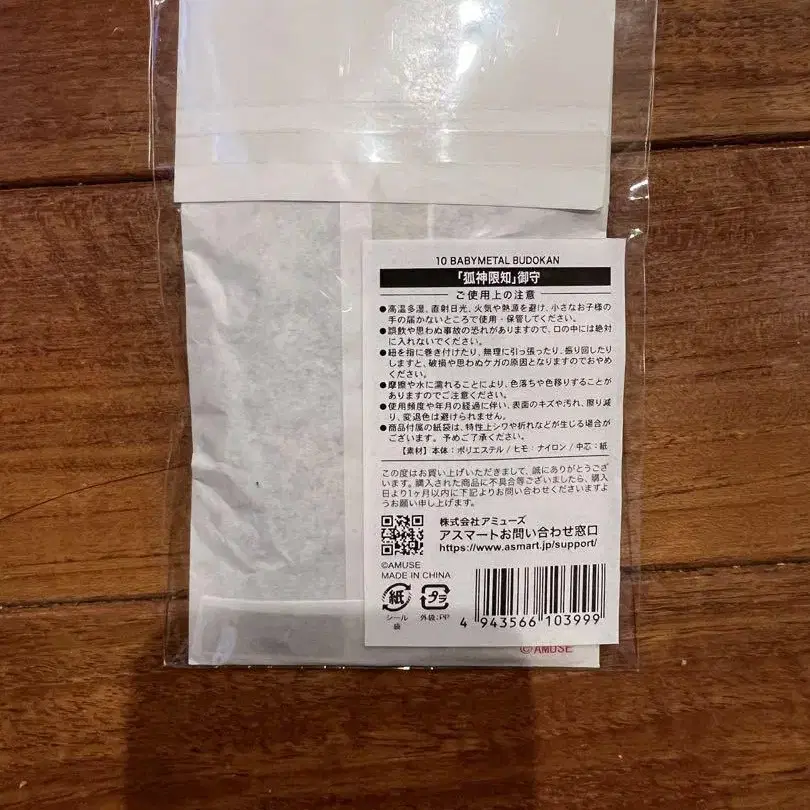 10 BABYMETAL BUDOKAN
「狐神限知」御守
ご使用上の注意
●高温多湿、直射日光、火気や熱源を避け、小さなお子様の
手の届かないところで使用・保管してください。
●誤飲や思わぬ事故の恐れがありますので、口の中には絶対
に入れないでください。
●紐を指に巻き付けたり、無理に引っ張ったり、振り回したり
しますと、破損や思わぬケガの原因となりますのでおやめ
ください。
●摩擦や水に濡れることにより、色落ちや色移りすることが
ありますのでご注意ください。
●使用頻度や年月の経過に伴い、表面のキズや汚れ、擦り減
り、変退色は避けられません。
●商品付属の紙袋は、特性上シワや折れなどが生じる場合が
ございます。予めご了承ください。
【素材】本体：ポリエステル / ヒモ：ナイロン / 中芯：紙
この度はお買い上げいただきまして、誠にありがとうござ
います。購入された商品に不具合等ございましたら、購入
日より1ヶ月以内に下記よりお問い合わせくださいますよ
うお願い申し上げます。
株式会社アミューズ
アスマートお問い合わせ窓口
https://www.asmart.jp/support/
©AMUSE
MADE IN CHINA
紙 プラ
シール 外袋：PP
袋
4 943566 103999
©AMUSE